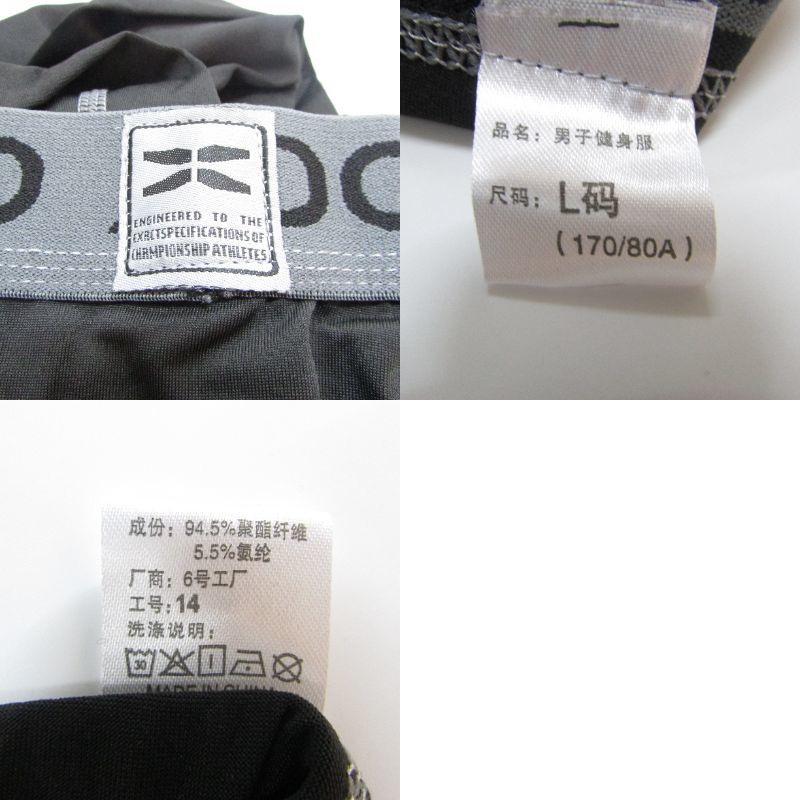 ENGINEERED TO THE
EXACTSPECIFICATIONS OF
CHAMPIONSHIP ATHLETES
品名：男子健身服
尺码：L码
（170/80A）
成份：94.5%聚酯纤维
5.5%氨纶
厂商：6号工厂
工号：14
洗涤说明：
30
MADE IN CHINA